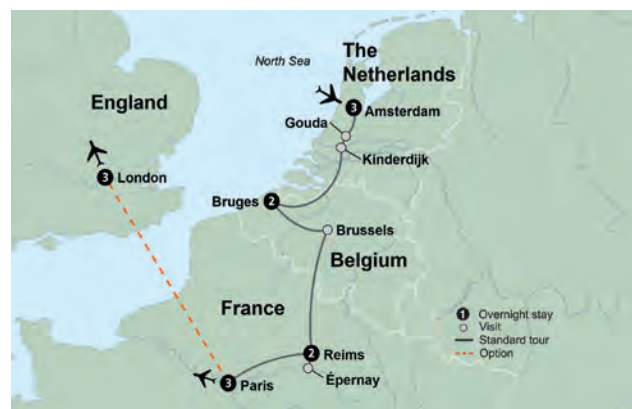 North Sea
The
Netherlands
England
3 Amsterdam
Gouda
Kinderdijk
3 London
Bruges 2
Brussels
Belgium
France
1 Overnight stay
Visit
Standard tour
Option
2 Reims
Épernay
3 Paris